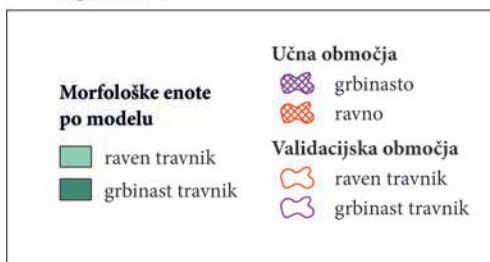 Morfološke enote
po modelu
raven travnik
grbinast travnik
Učna območja
grbinasto
ravno
Validacijska območja
raven travnik
grbinast travnik